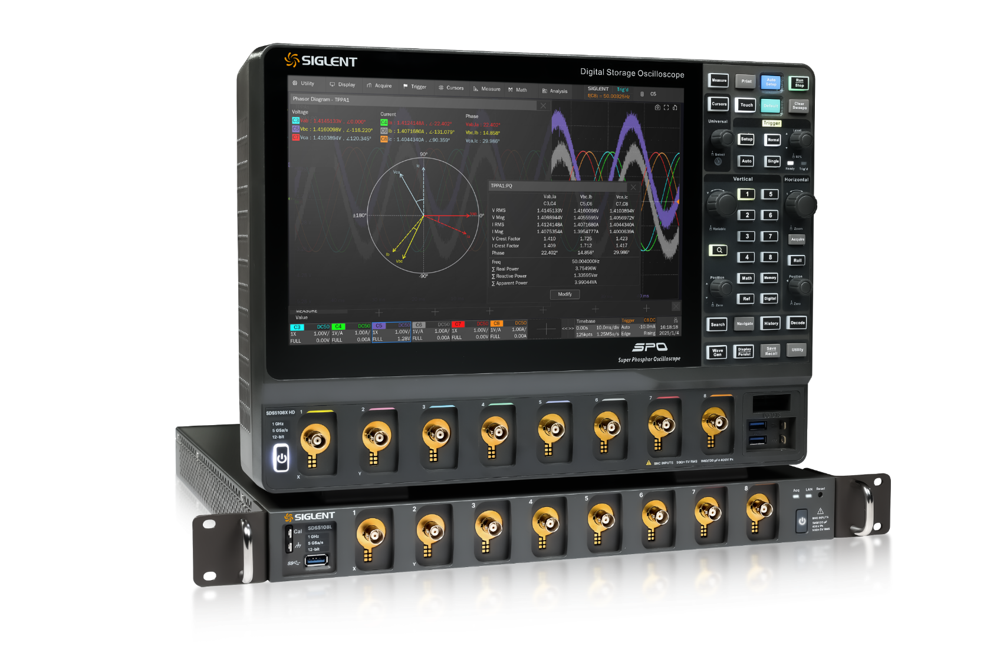 SIGLENT
Digital Storage Oscilloscope
Utility Display Acquire Trigger Cursors Measure Math Analysis
SIGLENT Trig'd
f(C8) = 50.00325Hz
C5
Phasor Diagram - TPPA1
Voltage Current Phase
C3 Vab : 1.4145133V , ∠0.000° C4 Ia : 1.4124148A , ∠-22.402° Vab,Ia : 22.402°
C5 Vbc : 1.4160098V , ∠-116.220° C6 Ib : 1.4071680A , ∠-131.079° Vbc,Ib : 14.858°
C7 Vca : 1.4103894V , ∠120.345° C8 Ic : 1.4044340A , ∠90.359° Vca,Ic : 29.986°
90°
Ic
Vca
±180°
Vab
0°
Ia
Ib
Vbc
-90°
TPPA1:PQ
Vab,Ia Vbc,Ib Vca,Ic
C3,C4 C5,C6 C7,C8
V RMS 1.4145133V 1.4160098V 1.4103894V
V Mag 1.4088944V 1.4055595V 1.4056972V
I RMS 1.4124148A 1.4071680A 1.4044340A
I Mag 1.4075354A 1.3954777A 1.4000639A
V Crest Factor 1.410 1.725 1.423
I Crest Factor 1.409 1.712 1.417
Phase 22.402° 14.858° 29.986°
Freq 50.004000Hz
∑ Real Power 3.75496W
∑ Reactive Power 1.33595Var
∑ Apparent Power 3.99044VA
Modify
MEASURE
Value
C3 DC50 C4 DC50 C5 DC50 C6 DC50 C7 DC50 C8 DC50
1X 1.00V/ 1V/A 1.00A/ 1X 1.00V/ 1V/A 1.00A/ 1X 1.00V/ 1V/A 1.00A/
FULL 0.00V FULL 0.00A FULL 1.28V FULL 0.00A FULL 0.00V FULL 0.00A
<<>>
Timebase Trigger C8 DC
0.00s 10.0ms/div Auto -10.0mA 16:18:18
125kpts 1.25MSa/s Edge Rising 2025/1/4
SPO
Super Phosphor Oscilloscope
Measure Print Auto Setup Run Stop
Cursors Touch Default Clear Sweeps
Universal Trigger
Level
Setup Normal
Select 50%
Auto Single
Ready Trig'd
Vertical Horizontal
V 1 5 S
2 6
Variable Zoom
3 7 Acquire
4 8 Roll
Position Math Memory Position
Ref Digital
Zero Zero
Search Navigate History Decode
Wave Gen Display Persist Save Recall Utility
SDS5108X HD
1 GHz
5 GSa/s
12-bit
1 2 3 4 5 6 7 8
X Y
BNC INPUTS 50Ω≤ 5V RMS 1MΩ//20 pF≤ 400V Pk
SIGLENT
SDS5108L
Cal
1 GHz
5 GSa/s
12-bit
1 2 3 4 5 6 7 8
X Y
Acq LAN Reset
BNC INPUTS
1MΩ//20 pF
400V Pk
50Ω≤ 5V RMS